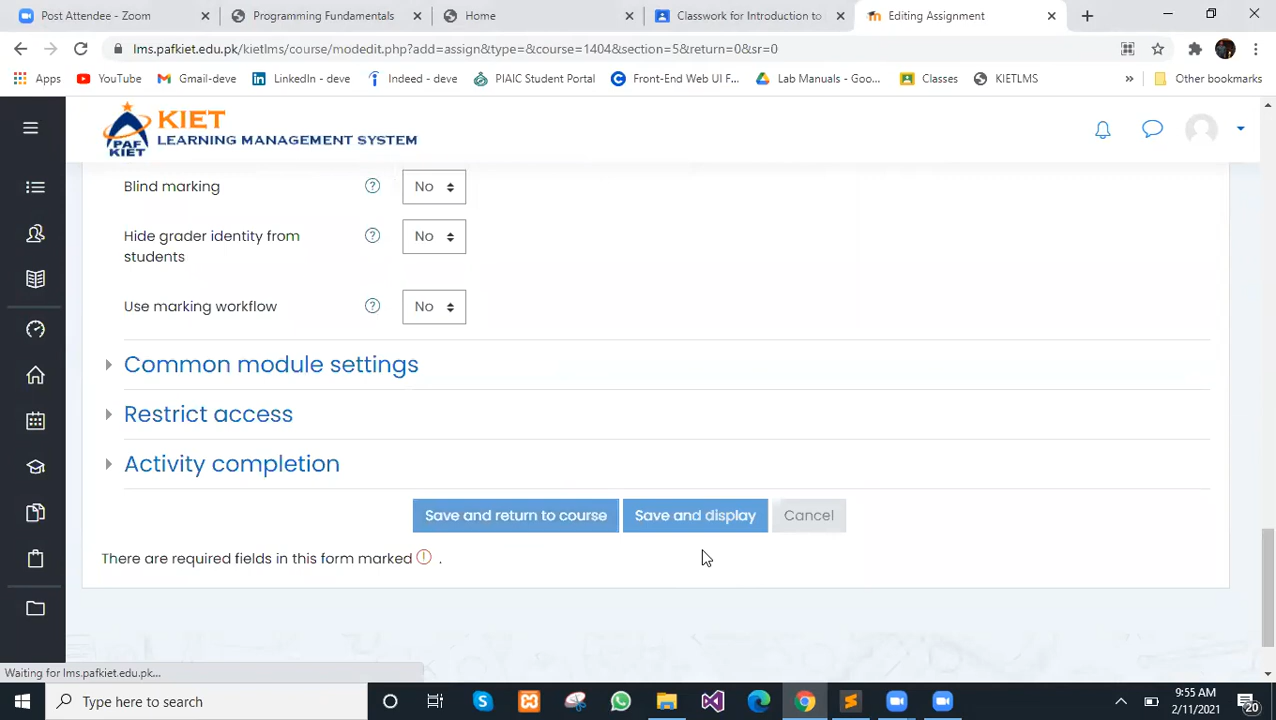 Post Attendee - Zoom
Programming Fundamentals
Home
Classwork for Introduction to
Editing Assignment
lms.pafkiet.edu.pk/kietlms/course/modedit.php?add=assign&type=&course=1404&section=5&return=0&sr=0
Apps
YouTube
Gmail-deve
LinkedIn - deve
Indeed - deve
PIAIC Student Portal
Front-End Web UI F...
Lab Manuals - Goo...
Classes
KIETLMS
»
Other bookmarks
PAF
KIET
KIET
LEARNING MANAGEMENT SYSTEM
Blind marking
No
Hide grader identity from
students
No
Use marking workflow
No
Common module settings
Restrict access
Activity completion
Save and return to course
Save and display
Cancel
There are required fields in this form marked .
Waiting for lms.pafkiet.edu.pk...
Type here to search
9:55 AM
2/11/2021
20